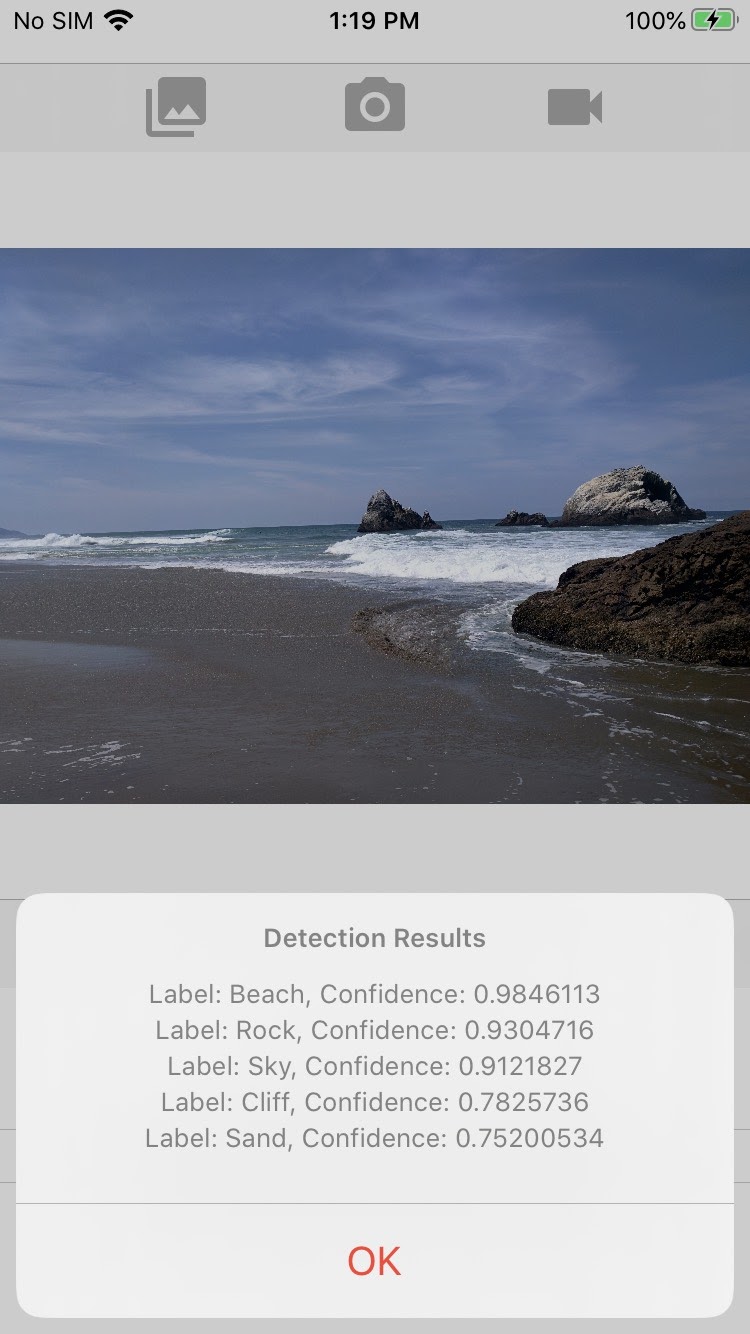 No SIM 1:19 PM 100%
Detection Results
Label: Beach, Confidence: 0.9846113
Label: Rock, Confidence: 0.9304716
Label: Sky, Confidence: 0.9121827
Label: Cliff, Confidence: 0.7825736
Label: Sand, Confidence: 0.75200534
OK